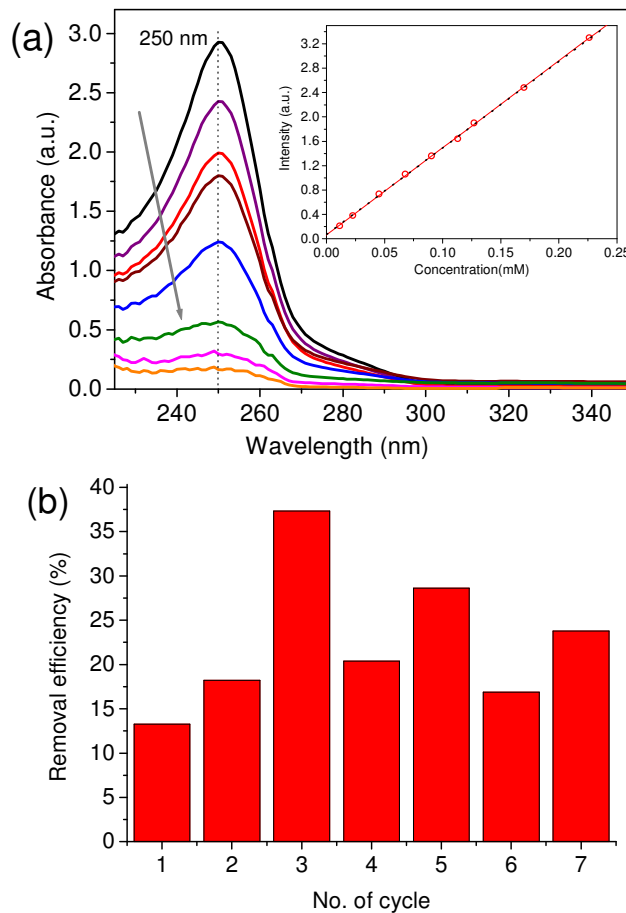 (a)
250 nm
3.0
2.5
2.0
1.5
1.0
0.5
0.0
Absorbance (a.u.)
240 260 280 300 320 340
Wavelength (nm)
3.2
2.8
2.4
2.0
1.6
1.2
0.8
0.4
0.0
Intensity (a.u.)
0.00 0.05 0.10 0.15 0.20 0.25
Concentration(mM)
(b)
40
35
30
25
20
15
10
5
0
Removal efficiency (%)
1 2 3 4 5 6 7
No. of cycle